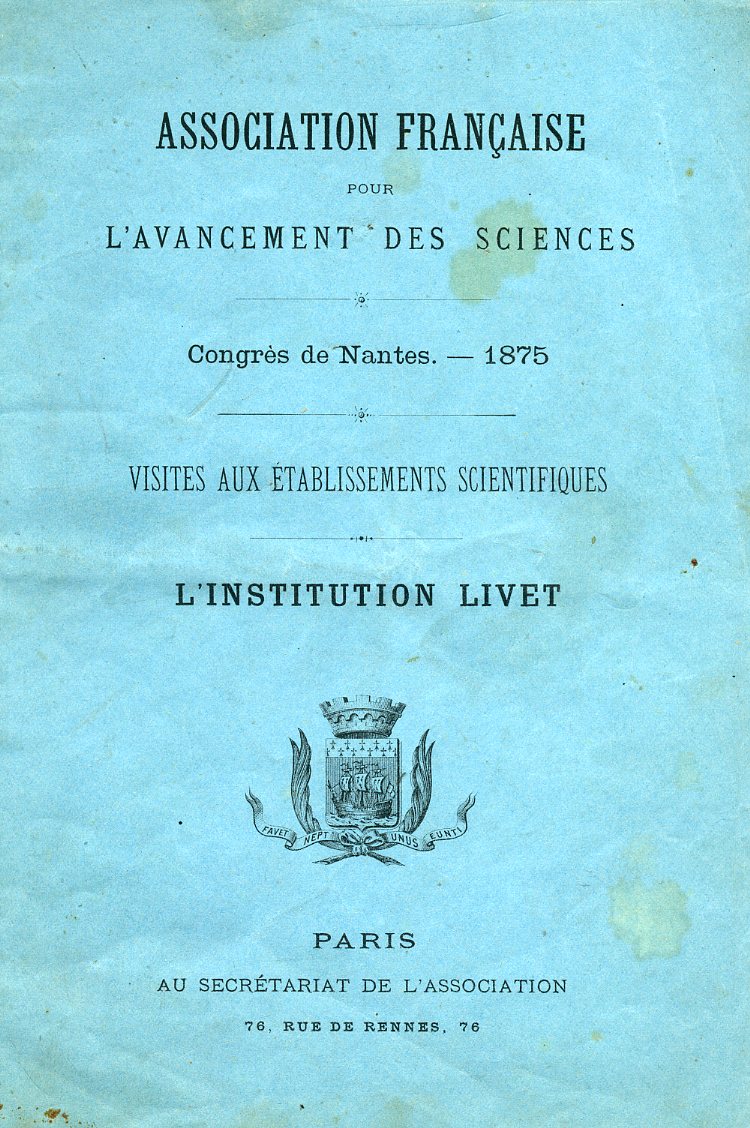 ASSOCIATION FRANÇAISE
POUR
L'AVANCEMENT DES SCIENCES
Congrès de Nantes. — 1875
VISITES AUX ÉTABLISSEMENTS SCIENTIFIQUES
L'INSTITUTION LIVET
FAVET NEPT UNUS EUNTI
PARIS
AU SECRÉTARIAT DE L'ASSOCIATION
76, RUE DE RENNES, 76